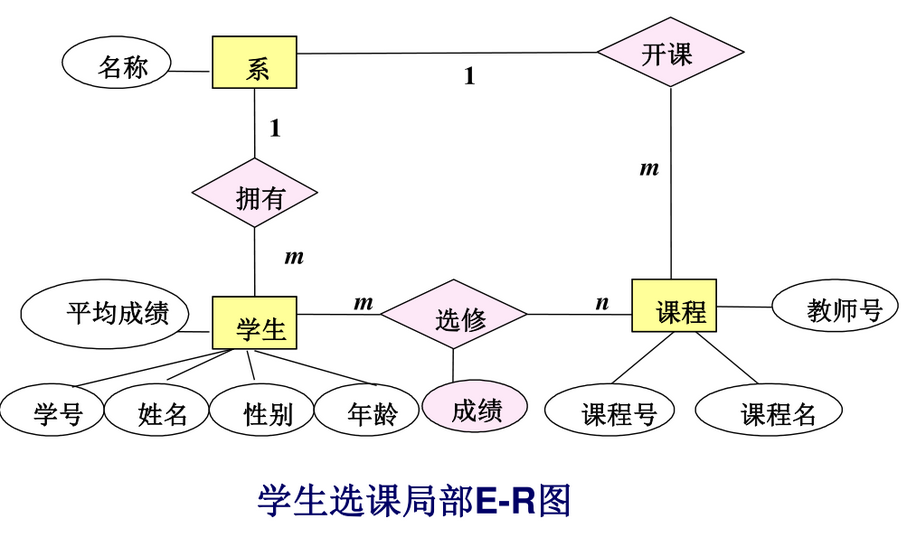 名称
系
1
开课
1
m
拥有
m
平均成绩
学生
m
选修
n
课程
教师号
学号
姓名
性别
年龄
成绩
课程号
课程名
学生选课局部E-R图